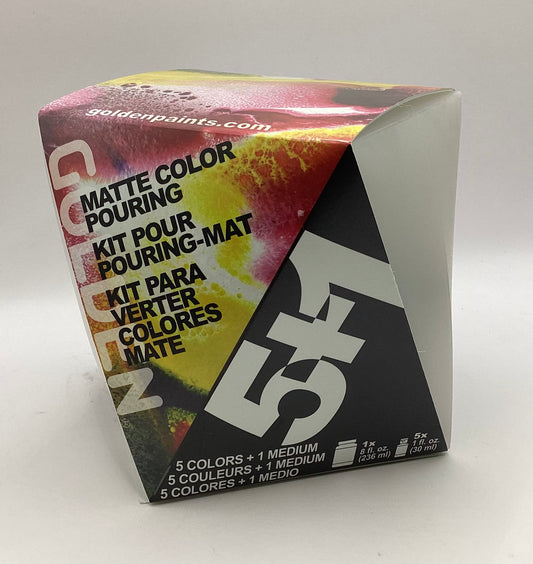 goldenpaints.com
GOLDEN
MATTE COLOR
POURING
KIT POUR
POURING-MAT
KIT PARA
VERTER
COLORES
MATE
5+1
5 COLORS + 1 MEDIUM
5 COULEURS + 1 MEDIUM
5 COLORES + 1 MEDIO
1x
8 fl. oz.
(236 ml)
5x
1 fl. oz.
(30 ml)